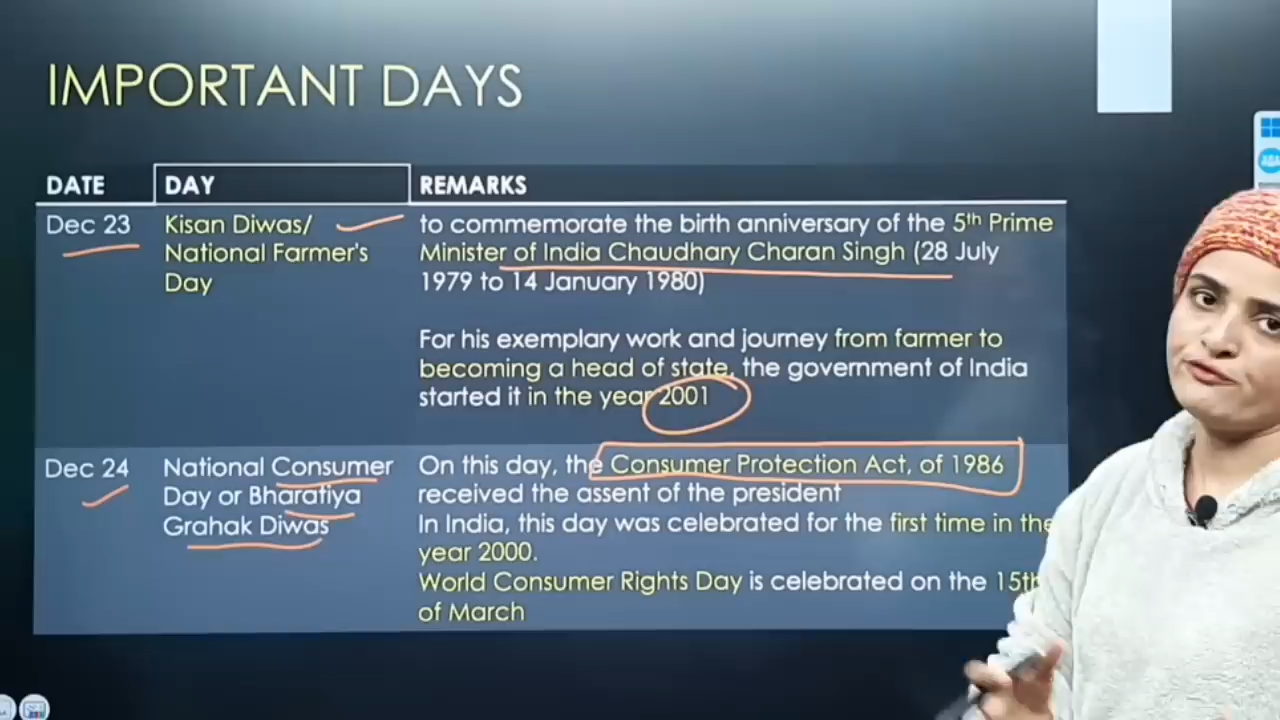 IMPORTANT DAYS
DATE DAY REMARKS
Dec 23 Kisan Diwas/ to commemorate the birth anniversary of the 5th Prime
National Farmer's Minister of India Chaudhary Charan Singh (28 July
Day 1979 to 14 January 1980)
For his exemplary work and journey from farmer to
becoming a head of state, the government of India
started it in the year 2001
Dec 24 National Consumer On this day, the Consumer Protection Act, of 1986
Day or Bharatiya received the assent of the president
Grahak Diwas In India, this day was celebrated for the first time in the
year 2000.
World Consumer Rights Day is celebrated on the 15th
of March